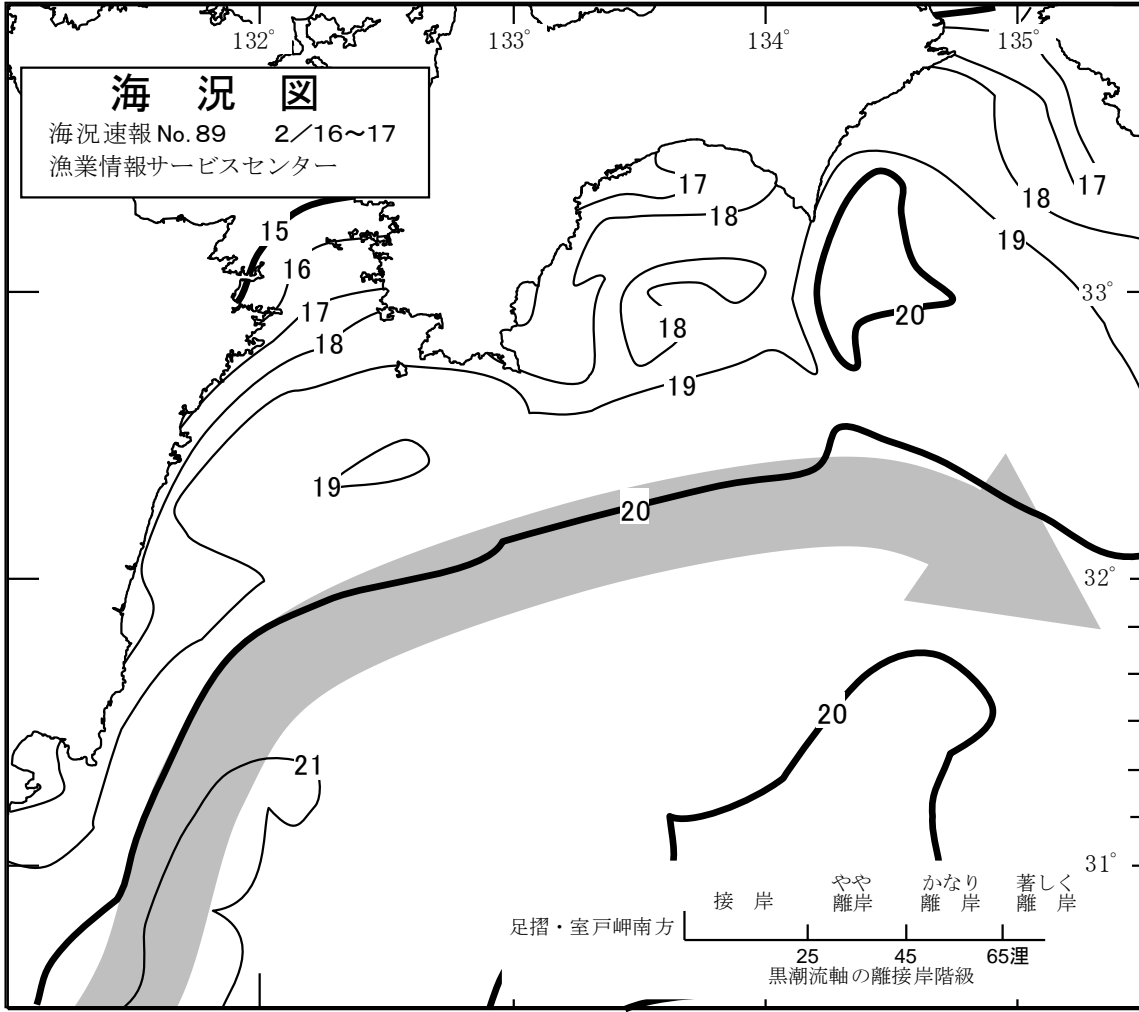 132°
133°
134°
135°
海況図
海況速報No.89 2/16～17
漁業情報サービスセンター
17
18
17
18
15
19
16
33°
17
20
18
18
19
19
20
32°
20
21
31°
接岸
やや離岸
かなり離岸
著しく離岸
足摺・室戸岬南方
25
45
65浬
黒潮流軸の離接岸階級